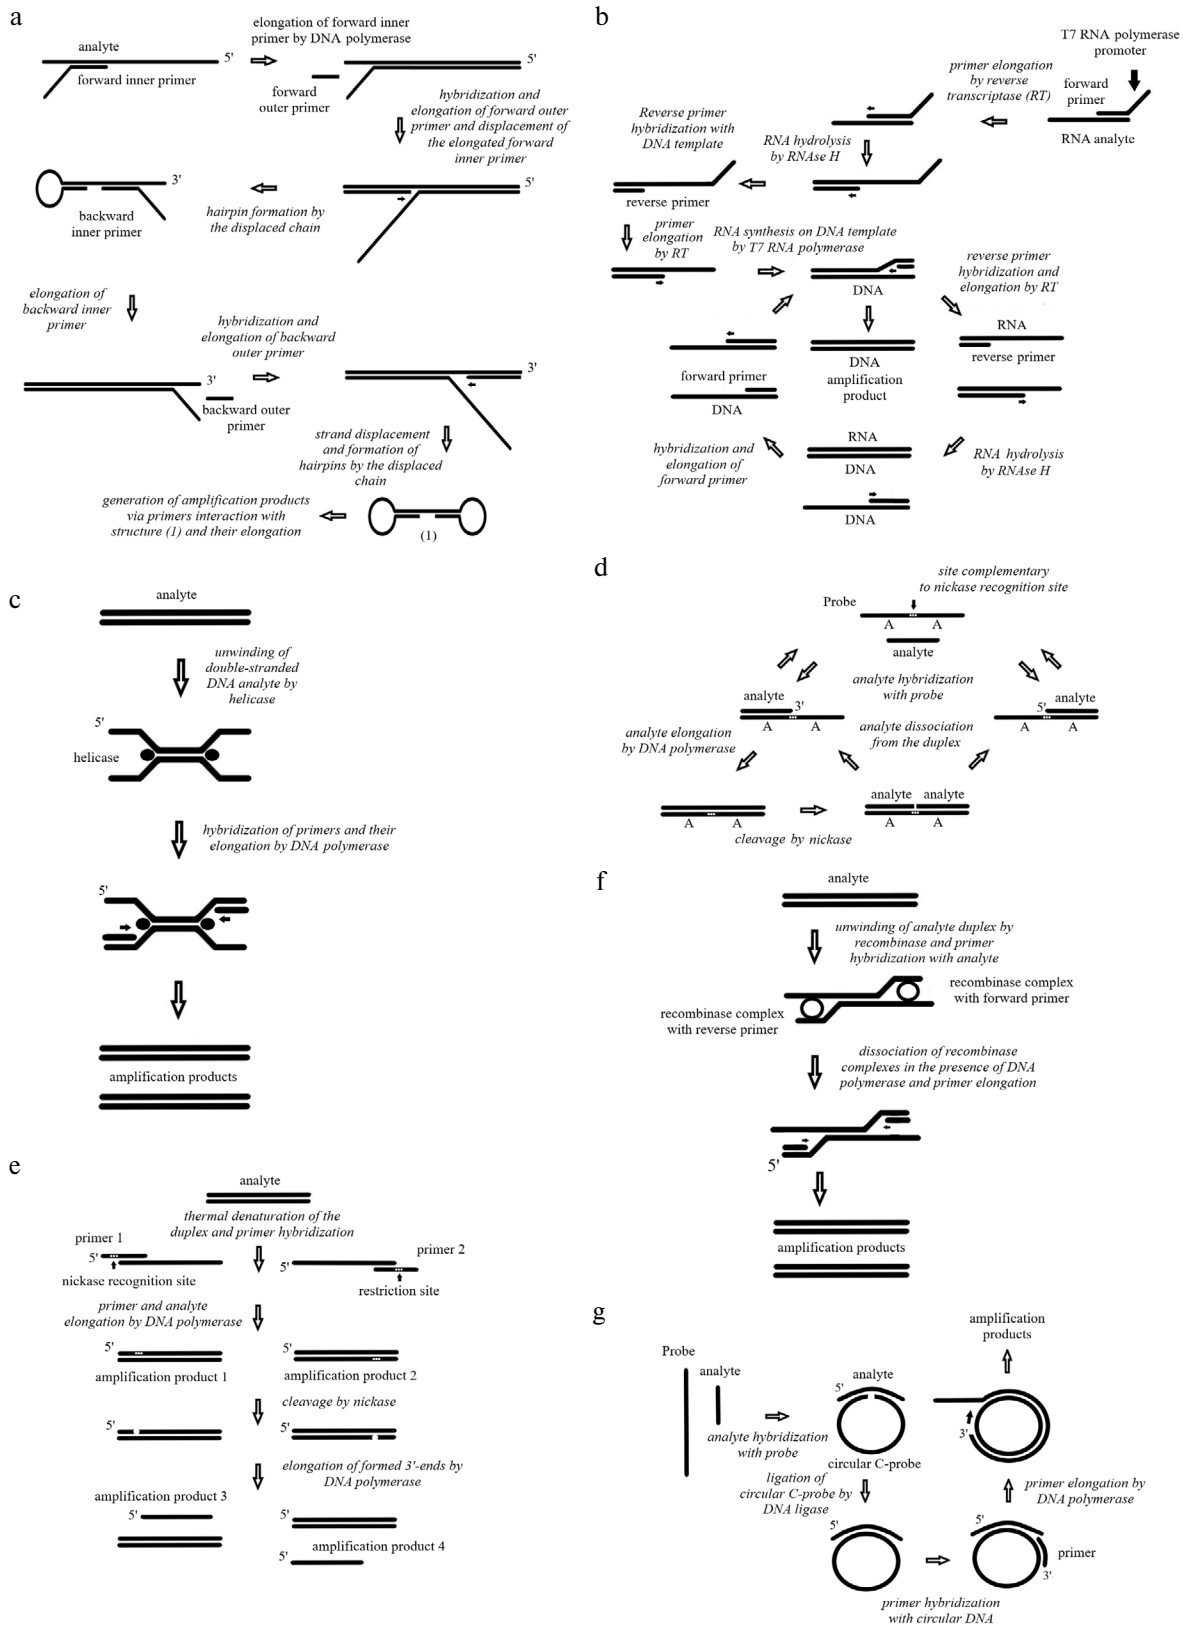 a
elongation of forward inner
primer by DNA polymerase
analyte
5'
forward inner primer
5'
forward
outer primer
hybridization and
elongation of forward outer
primer and displacement of
the elongated forward
inner primer
5'
3'
backward
inner primer
hairpin formation by
the displaced chain
elongation of
backward inner
primer
hybridization and
elongation of backward
outer primer
3'
backward outer
primer
3'
strand displacement
and formation of
hairpins by the displaced
chain
generation of amplification products
via primers interaction with
structure (1) and their elongation
(1)
b
T7 RNA polymerase
promoter
primer elongation
by reverse
transcriptase (RT)
forward
primer
RNA analyte
Reverse primer
hybridization with
DNA template
RNA hydrolysis
by RNAse H
reverse primer
primer
elongation
by RT
RNA synthesis on DNA template
by T7 RNA polymerase
DNA
reverse primer
hybridization and
elongation by RT
RNA
reverse primer
DNA
amplification
product
forward primer
DNA
hybridization and
elongation of
forward primer
RNA
DNA
RNA hydrolysis
by RNAse H
DNA
c
analyte
unwinding of
double-stranded
DNA analyte by
helicase
5'
helicase
hybridization of primers and their
elongation by DNA polymerase
5'
amplification products
d
site complementary
to nickase recognition site
Probe
A A
analyte
analyte hybridization
with probe
analyte
3'
A A
analyte
5'
A A
analyte elongation
by DNA polymerase
analyte dissociation
from the duplex
A A
analyte analyte
A A
cleavage by nickase
f
analyte
unwinding of analyte duplex by
recombinase and primer
hybridization with analyte
recombinase complex
with forward primer
recombinase complex
with reverse primer
dissociation of recombinase
complexes in the presence of DNA
polymerase and primer elongation
5'
amplification products
e
analyte
thermal denaturation of the
duplex and primer hybridization
primer 1
5'
nickase recognition site
primer 2
5'
restriction site
primer and analyte
elongation by DNA polymerase
5'
amplification product 1
5'
amplification product 2
cleavage by nickase
5'
5'
elongation of formed 3'-ends by
DNA polymerase
amplification product 3
5'
amplification product 4
5'
g
amplification
products
Probe
analyte
analyte hybridization
with probe
analyte
5'
circular C-probe
3'
ligation of
circular C-probe by
DNA ligase
primer elongation by
DNA polymerase
5'
5'
primer
3'
primer hybridization
with circular DNA